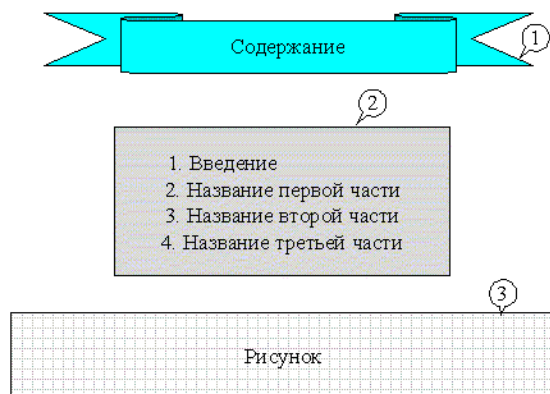 Содержание
1
2
1. Введение
2. Название первой части
3. Название второй части
4. Название третьей части
3
Рисунок